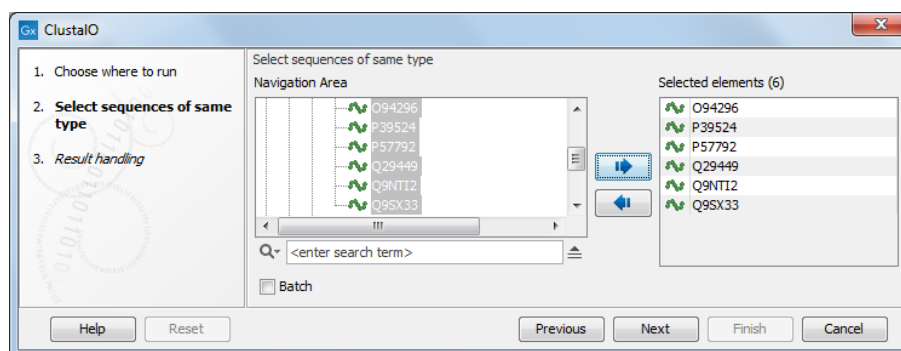 Gx ClustalO
1. Choose where to run
2. Select sequences of same
type
3. Result handling
Select sequences of same type
Navigation Area
O94296
P39524
P57792
Q29449
Q9NTI2
Q9SX33
<enter search term>
Batch
Selected elements (6)
O94296
P39524
P57792
Q29449
Q9NTI2
Q9SX33
Help Reset Previous Next Finish Cancel